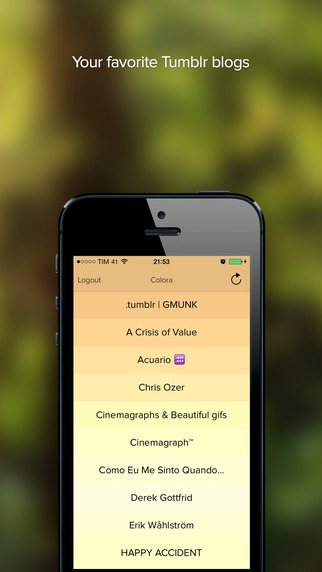 Your favorite Tumblr blogs
TIM 41 21:53
Logout Colora
.tumblr | GMUNK
A Crisis of Value
Acuario ♒
Chris Ozer
Cinemagraphs & Beautiful gifs
Cinemagraph™
Como Eu Me Sinto Quando...
Derek Gottfrid
Erik Wåhlström
HAPPY ACCIDENT